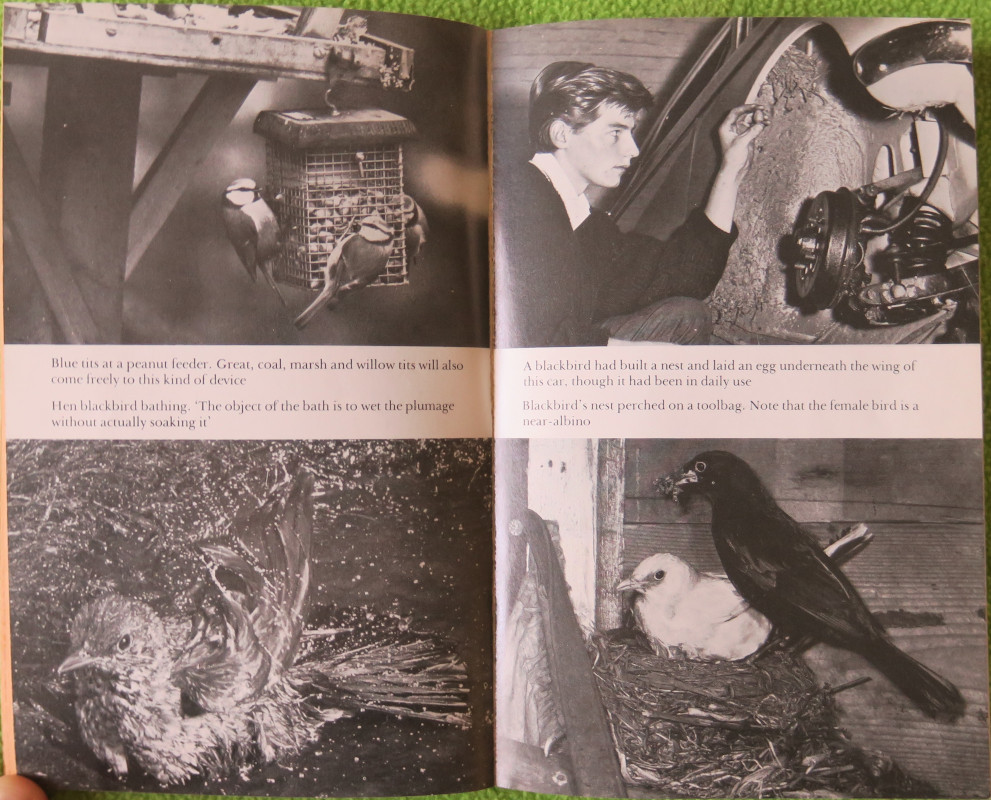 Blue tits at a peanut feeder. Great, coal, marsh and willow tits will also
come freely to this kind of device
Hen blackbird bathing. 'The object of the bath is to wet the plumage
without actually soaking it'
A blackbird had built a nest and laid an egg underneath the wing of
this car, though it had been in daily use
Blackbird's nest perched on a toolbag. Note that the female bird is a
near-albino